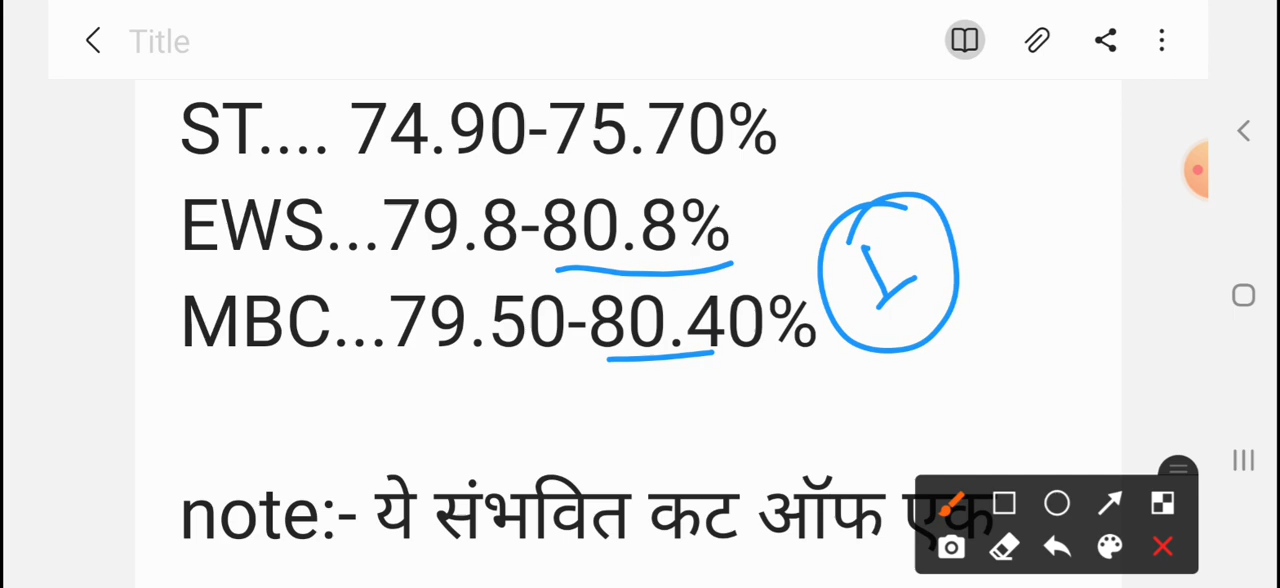 Title
ST.... 74.90-75.70%
EWS...79.8-80.8%
MBC...79.50-80.40%
note:- ये संभवित कट ऑफ एक